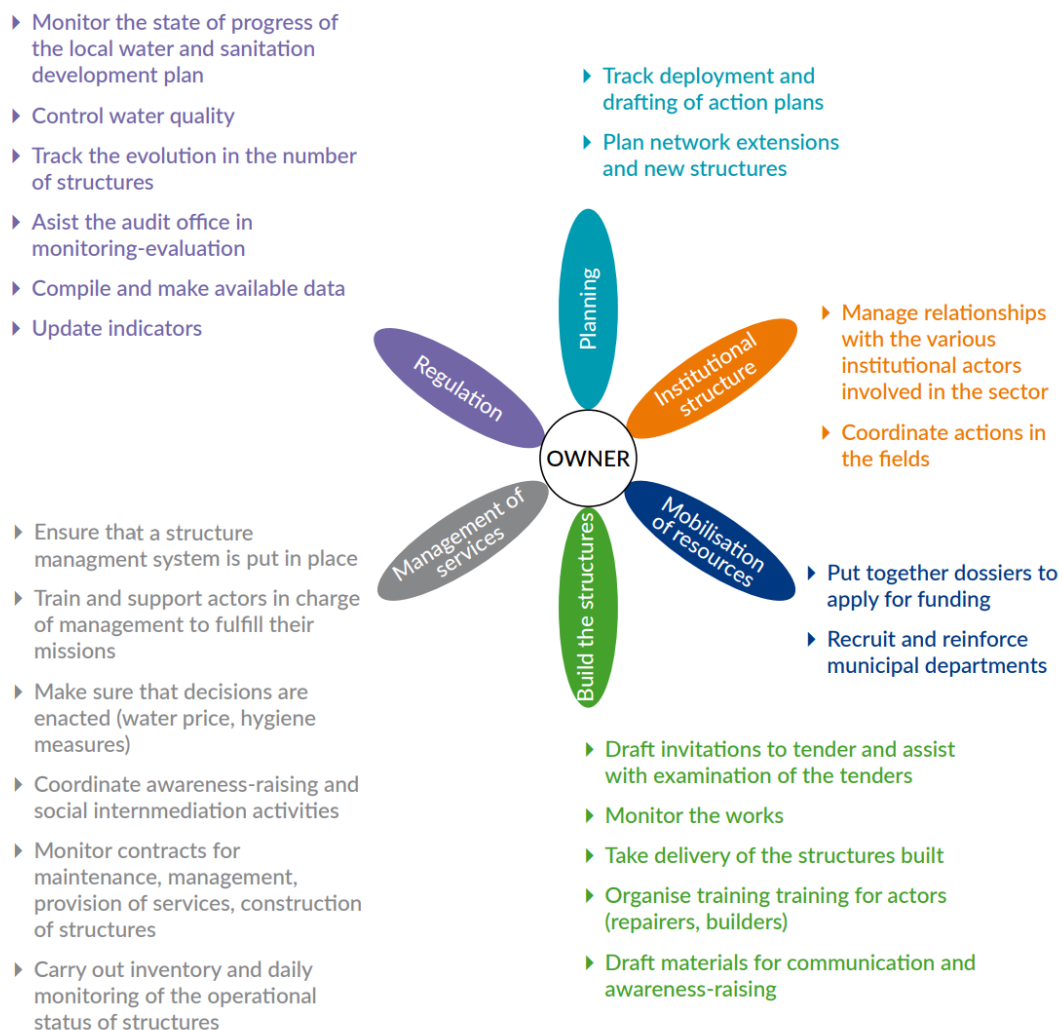 ▸ Monitor the state of progress of
the local water and sanitation
development plan
▸ Control water quality
▸ Track the evolution in the number
of structures
▸ Asist the audit office in
monitoring-evaluation
▸ Compile and make available data
▸ Update indicators
▸ Track deployment and
drafting of action plans
▸ Plan network extensions
and new structures
Regulation
Planning
Institutional
structure
▸ Manage relationships
with the various
institutional actors
involved in the sector
▸ Coordinate actions in
the fields
OWNER
Management of
services
Build the structures
Mobilisation
of resources
▸ Put together dossiers to
apply for funding
▸ Recruit and reinforce
municipal departments
▸ Ensure that a structure
managment system is put in place
▸ Train and support actors in charge
of management to fulfill their
missions
▸ Make sure that decisions are
enacted (water price, hygiene
measures)
▸ Coordinate awareness-raising and
social internmediation activities
▸ Monitor contracts for
maintenance, management,
provision of services, construction
of structures
▸ Carry out inventory and daily
monitoring of the operational
status of structures
▸ Draft invitations to tender and assist
with examination of the tenders
▸ Monitor the works
▸ Take delivery of the structures built
▸ Organise training training for actors
(repairers, builders)
▸ Draft materials for communication and
awareness-raising